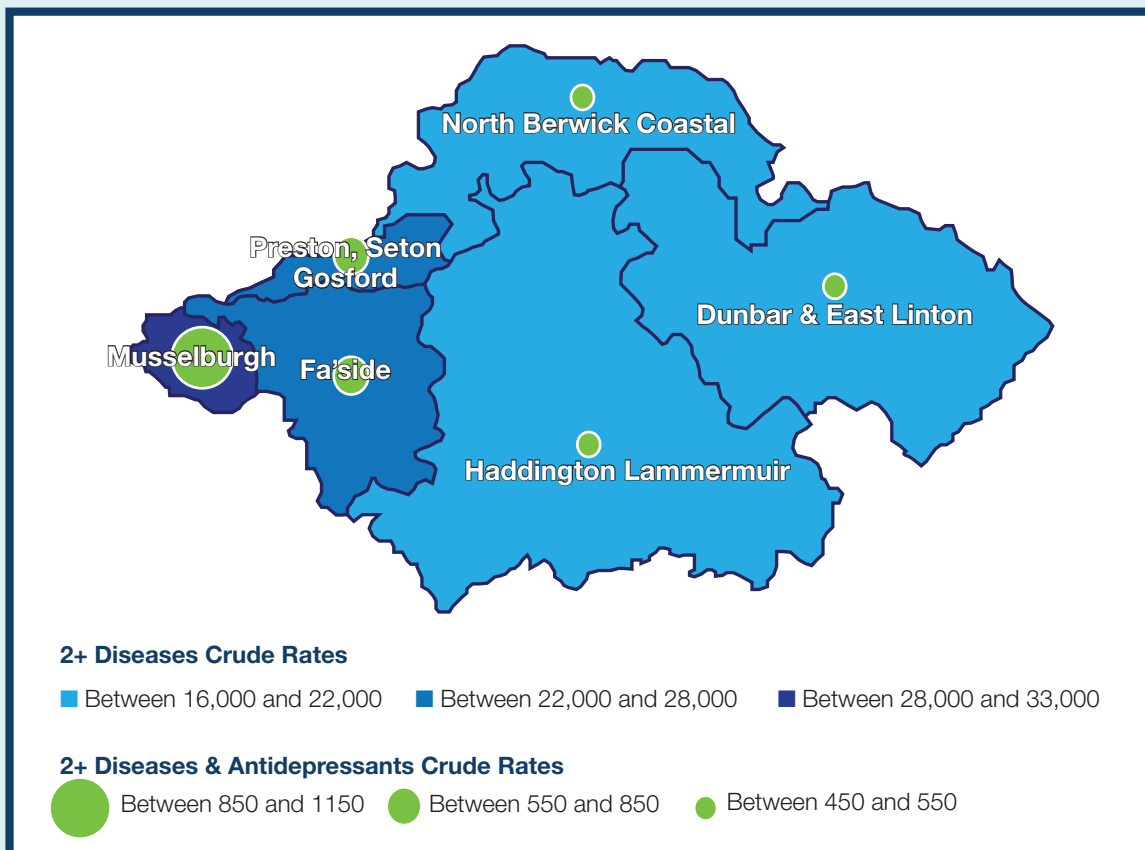 North Berwick Coastal
Preston, Seton
Gosford
Dunbar & East Linton
Musselburgh
Fa'side
Haddington Lammermuir
2+ Diseases Crude Rates
Between 16,000 and 22,000
Between 22,000 and 28,000
Between 28,000 and 33,000
2+ Diseases & Antidepressants Crude Rates
Between 850 and 1150
Between 550 and 850
Between 450 and 550